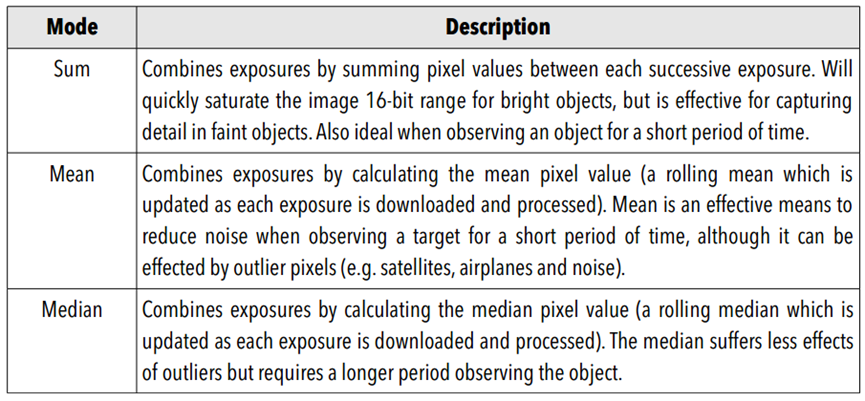 Mode Description
Sum Combines exposures by summing pixel values between each successive exposure. Will
quickly saturate the image 16-bit range for bright objects, but is effective for capturing
detail in faint objects. Also ideal when observing an object for a short period of time.
Mean Combines exposures by calculating the mean pixel value (a rolling mean which is
updated as each exposure is downloaded and processed). Mean is an effective means to
reduce noise when observing a target for a short period of time, although it can be
effected by outlier pixels (e.g. satellites, airplanes and noise).
Median Combines exposures by calculating the median pixel value (a rolling median which is
updated as each exposure is downloaded and processed). The median suffers less effects
of outliers but requires a longer period observing the object.